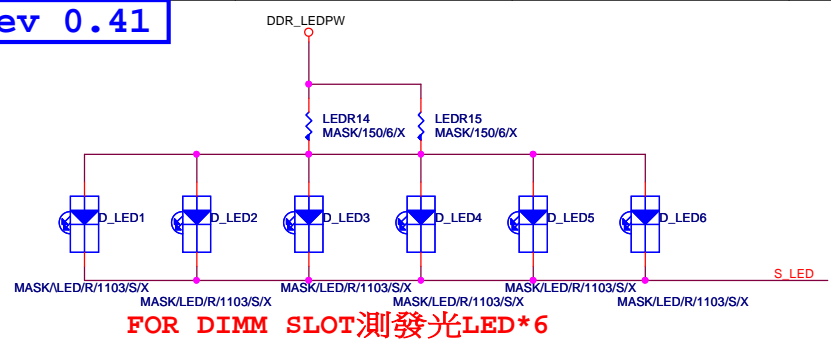 ev 0.41
DDR_LEDPW
LEDR14
MASK/150/6/X
LEDR15
MASK/150/6/X
D_LED1
D_LED2
D_LED3
D_LED4
D_LED5
D_LED6
S_LED
MASK/LED/R/1103/S/X
MASK/LED/R/1103/S/X
MASK/LED/R/1103/S/X
MASK/LED/R/1103/S/X
MASK/LED/R/1103/S/X
MASK/LED/R/1103/S/X
FOR DIMM SLOT測發光LED*6